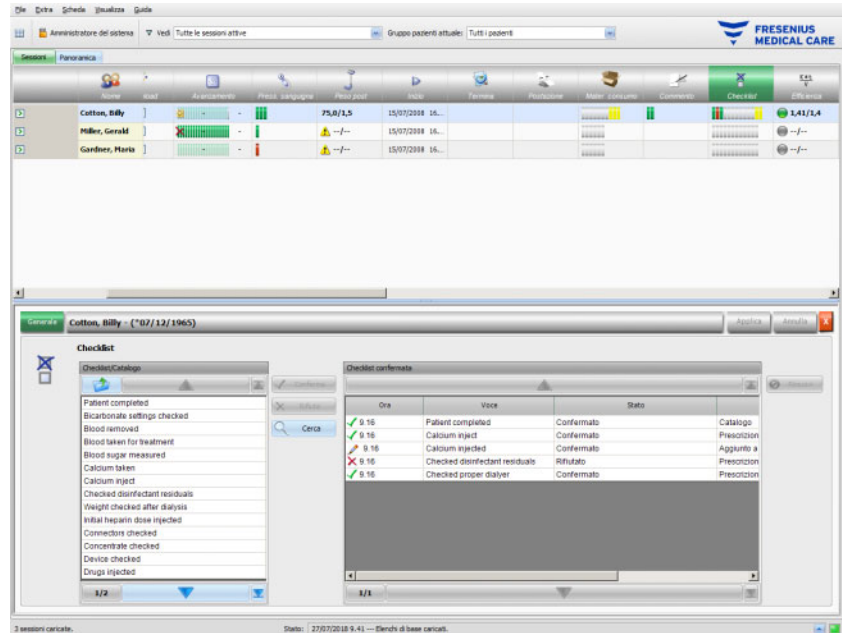 File Extra Scheda Visualizza Guida
Amministratore del sistema Vedi Tutte le sessioni attive Gruppo pazienti attuale: Tutti i pazienti
FRESENIUS
MEDICAL CARE
Sessioni Panoramica
Nome Avanzamento Press. sanguigna Peso post Inizio Termine Postazione Mater. consumo Commento Checklist Efficienza
Cotton, Billy 75,0/1,5 15/07/2008 16... 1,41/1,4
Miller, Gerald --/-- 15/07/2008 16... --/--
Gardner, Maria --/-- 15/07/2008 16... --/--
Generale Cotton, Billy - (*07/12/1965) Applica Annulla X
Checklist
Checklist/Catalogo Checklist confermata
Conferma Rimuovi
Rifiuta
Cerca
Ora Voce Stato
Patient completed
Bicarbonate settings checked
Blood removed
Blood taken for treatment
Blood sugar measured
Calcium taken
Calcium inject
Checked disinfectant residuals
Weight checked after dialysis
Initial heparin dose injected
Connectors checked
Concentrate checked
Device checked
Drugs injected
9.16 Patient completed Confermato Catalogo
9.16 Calcium inject Confermato Prescrizion
9.16 Calcium injected Confermato Aggiunto a
9.16 Checked disinfectant residuals Rifiutato Prescrizion
9.16 Checked proper dialyer Confermato Prescrizion
1/2 1/1
3 sessioni caricate. Stato: 27/07/2018 9.41 --- Elenchi di base caricati.